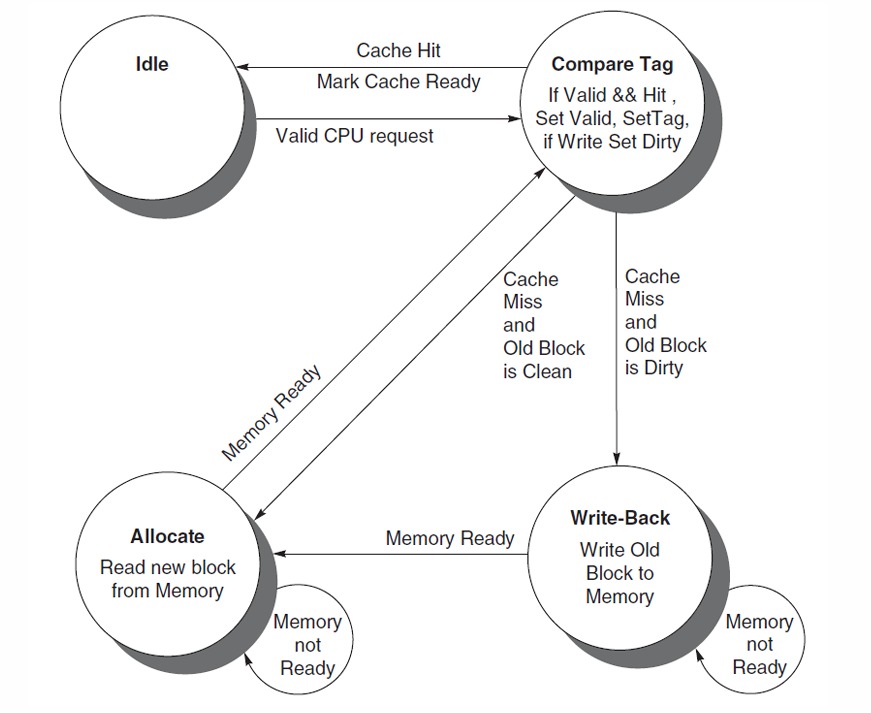 Idle
Cache Hit
Mark Cache Ready
Valid CPU request
Compare Tag
If Valid && Hit ,
Set Valid, SetTag,
if Write Set Dirty
Cache
Miss
and
Old Block
is Clean
Cache
Miss
and
Old Block
is Dirty
Memory Ready
Allocate
Read new block
from Memory
Memory
not
Ready
Memory Ready
Write-Back
Write Old
Block to
Memory
Memory
not
Ready